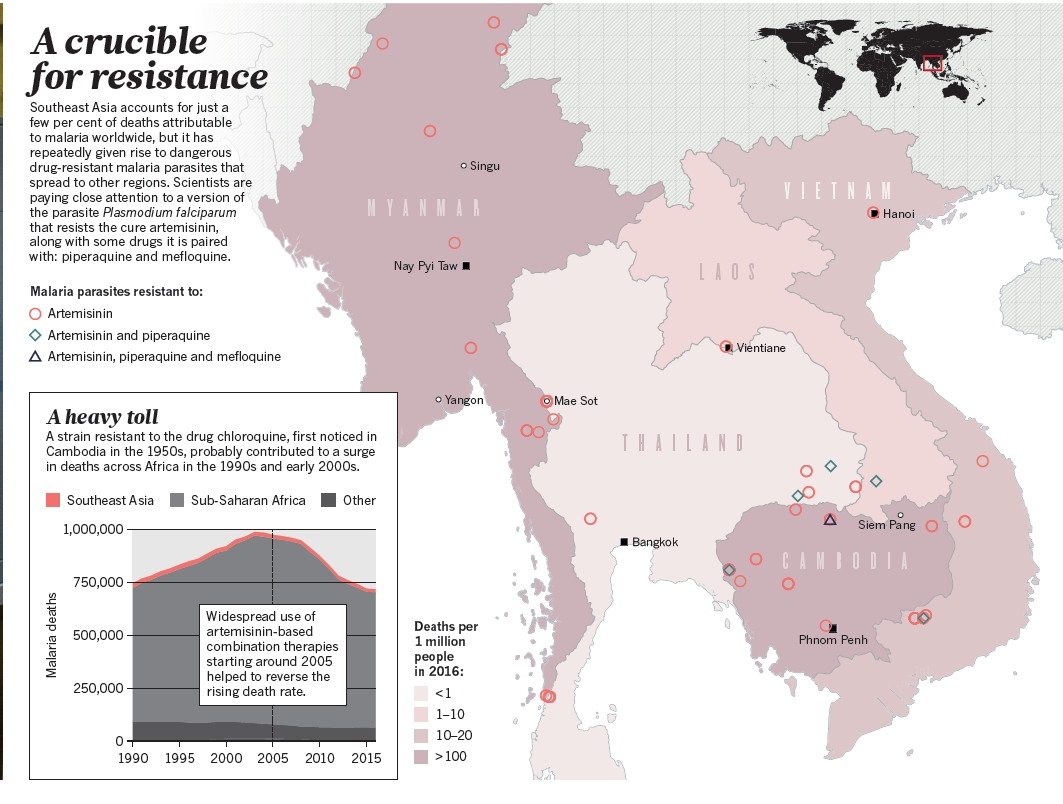 A crucible
for resistance
Southeast Asia accounts for just a
few per cent of deaths attributable
to malaria worldwide, but it has
repeatedly given rise to dangerous
drug-resistant malaria parasites that
spread to other regions. Scientists are
paying close attention to a version of
the parasite Plasmodium falciparum
that resists the cure artemisinin,
along with some drugs it is paired
with: piperaquine and mefloquine.
Malaria parasites resistant to:
Artemisinin
Artemisinin and piperaquine
Artemisinin, piperaquine and mefloquine
A heavy toll
A strain resistant to the drug chloroquine, first noticed in
Cambodia in the 1950s, probably contributed to a surge
in deaths across Africa in the 1990s and early 2000s.
Southeast Asia
Sub-Saharan Africa
Other
Malaria deaths
1,000,000
750,000
500,000
250,000
0
Widespread use of
artemisinin-based
combination therapies
starting around 2005
helped to reverse the
rising death rate.
1990
1995
2000
2005
2010
2015
Deaths per
1 million
people
in 2016:
<1
1–10
10–20
>100
Singu
MYANMAR
VIETNAM
Hanoi
Nay Pyi Taw
LAOS
Vientiane
Yangon
Mae Sot
THAILAND
Siem Pang
Bangkok
CAMBODIA
Phnom Penh